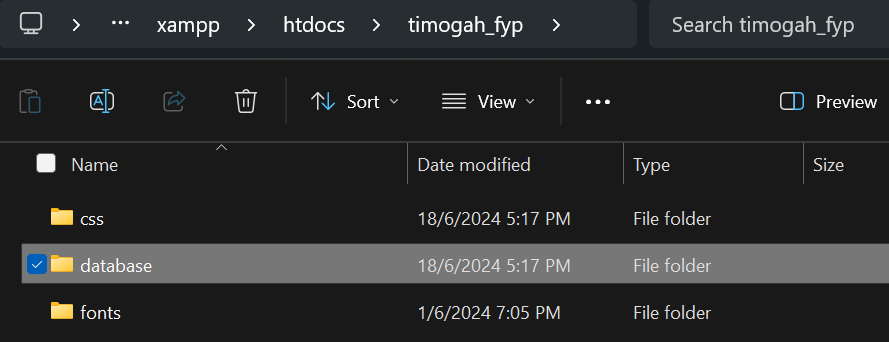 ... xampp htdocs timogah_fyp Search timogah_fyp
Sort View ... Preview
Name Date modified Type Size
css 18/6/2024 5:17 PM File folder
database 18/6/2024 5:17 PM File folder
fonts 1/6/2024 7:05 PM File folder